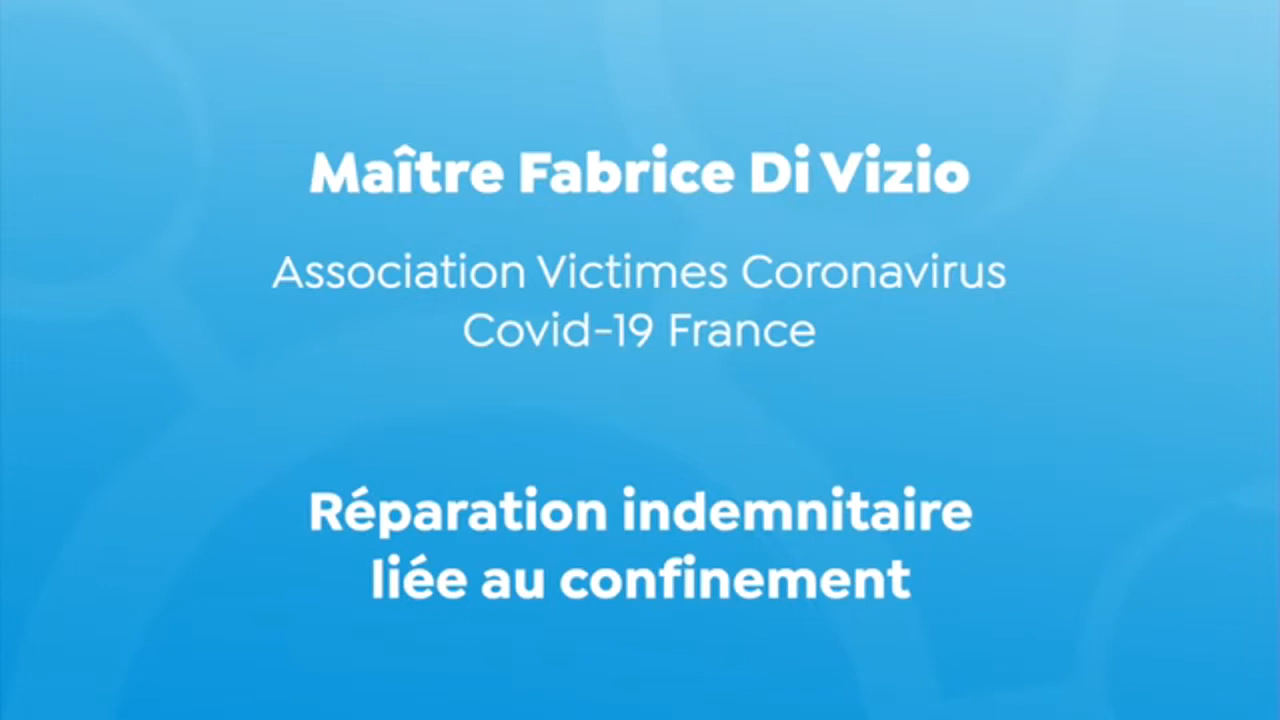 Maître Fabrice Di Vizio
Association Victimes Coronavirus
Covid-19 France
Réparation indemnitaire
liée au confinement